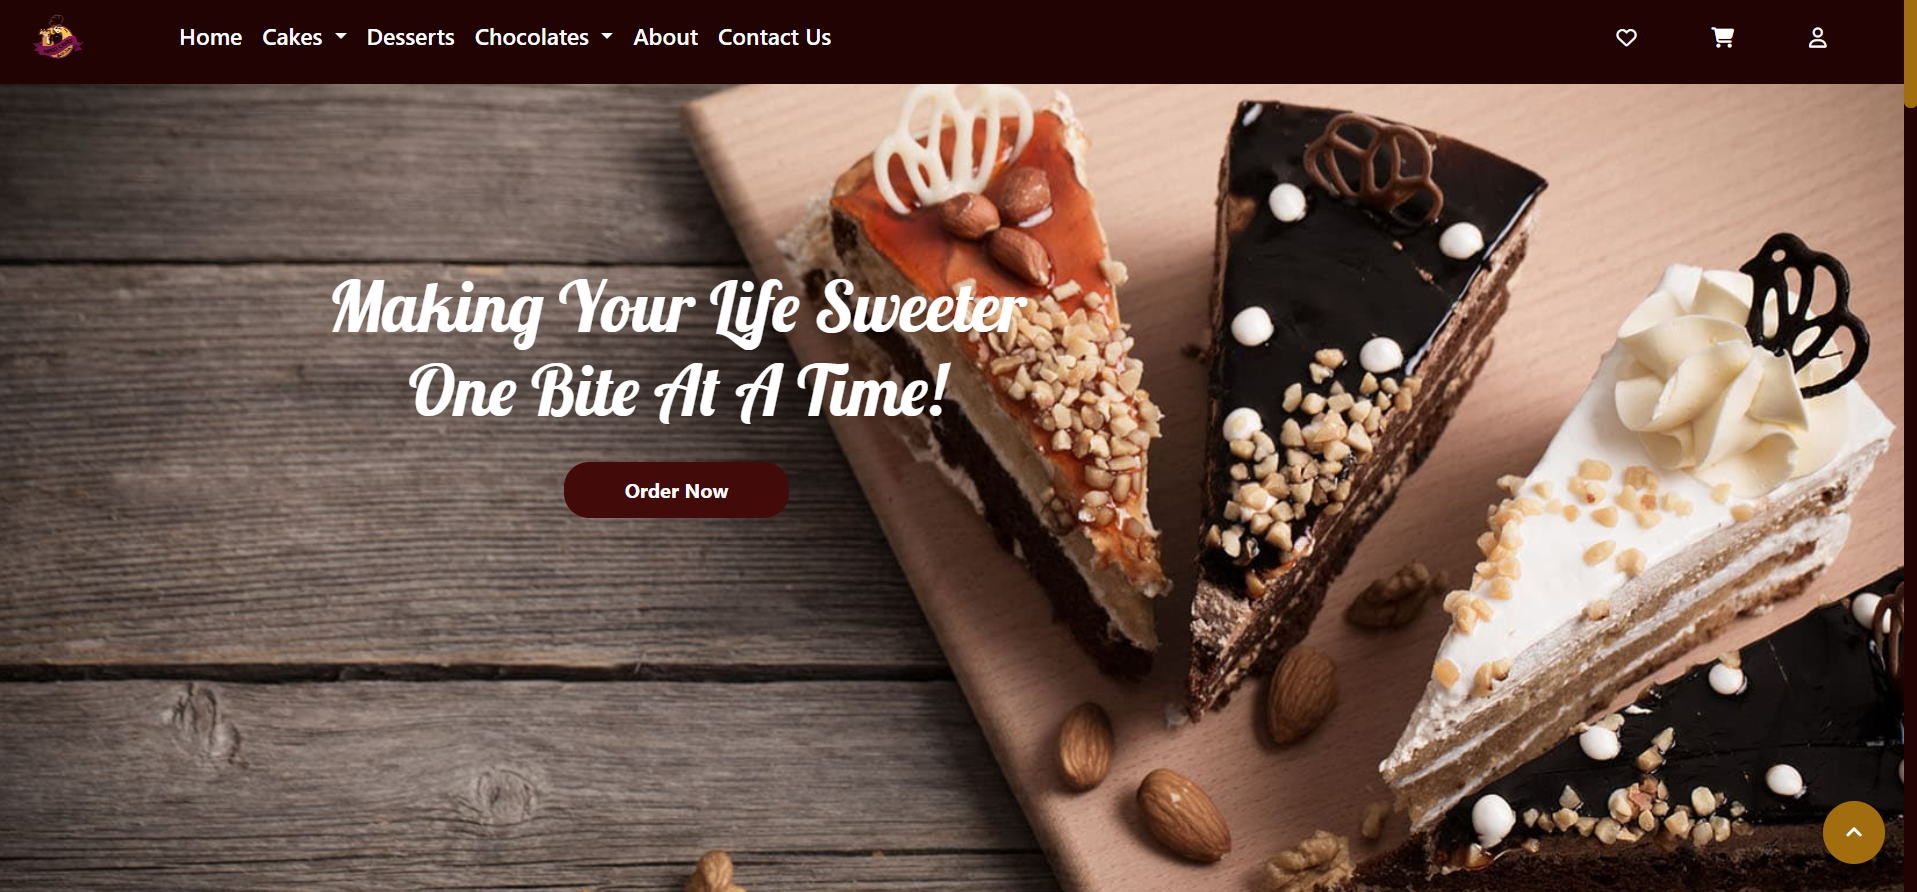 Home Cakes Desserts Chocolates About Contact Us
Making Your Life Sweeter
One Bite At A Time!
Order Now